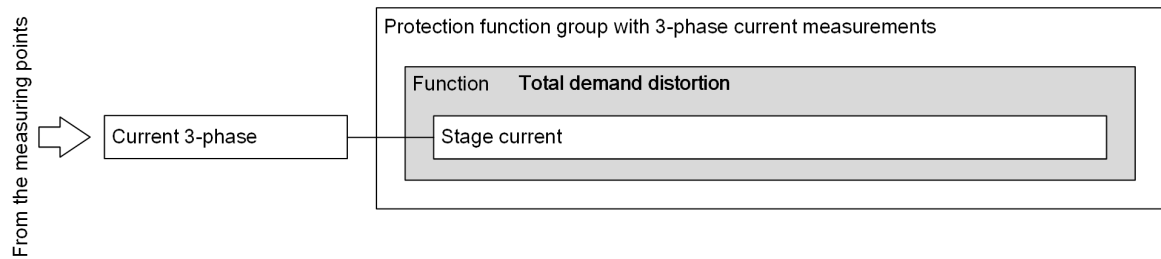 From the measuring points
Current 3-phase
Protection function group with 3-phase current measurements
Function Total demand distortion
Stage current